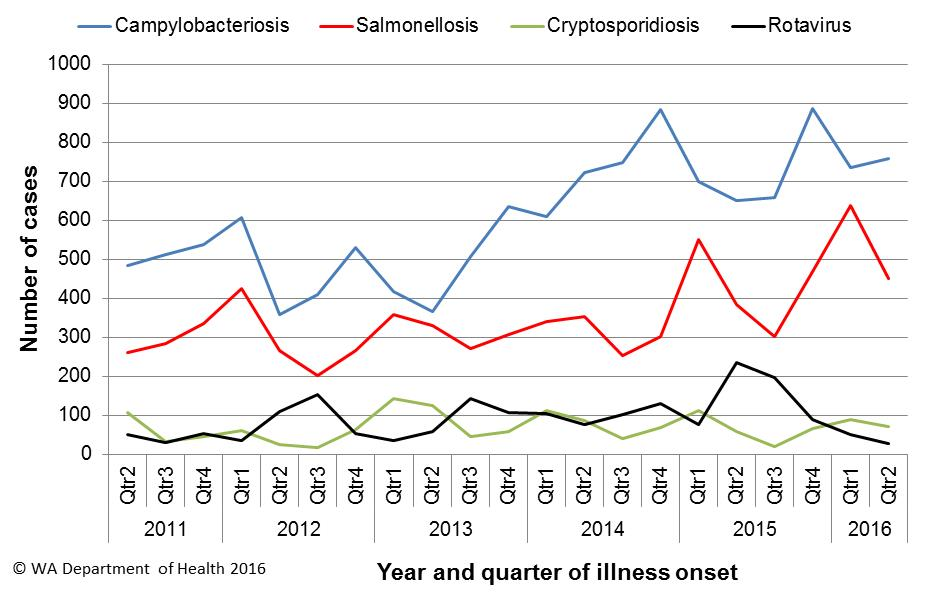 Campylobacteriosis Salmonellosis Cryptosporidiosis Rotavirus
1000
900
800
700
600
500
400
300
200
100
0
Number of cases
Qtr2 Qtr3 Qtr4 Qtr1 Qtr2 Qtr3 Qtr4 Qtr1 Qtr2 Qtr3 Qtr4 Qtr1 Qtr2 Qtr3 Qtr4 Qtr1 Qtr2 Qtr3 Qtr4 Qtr1 Qtr2
2011 2012 2013 2014 2015 2016
© WA Department of Health 2016
Year and quarter of illness onset